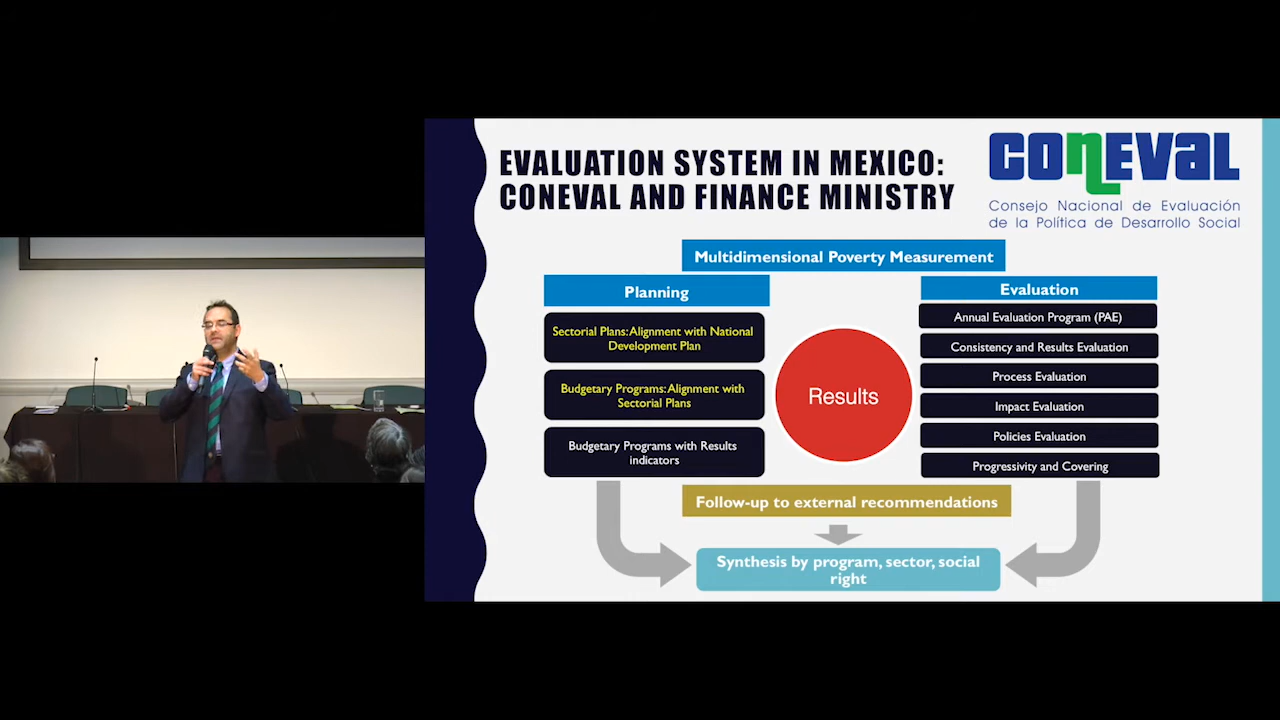 EVALUATION SYSTEM IN MEXICO:
CONEVAL AND FINANCE MINISTRY
CONEVAL
Consejo Nacional de Evaluación
de la Política de Desarrollo Social
Multidimensional Poverty Measurement
Planning
Sectorial Plans: Alignment with National
Development Plan
Budgetary Programs: Alignment with
Sectorial Plans
Budgetary Programs with Results
indicators
Results
Evaluation
Annual Evaluation Program (PAE)
Consistency and Results Evaluation
Process Evaluation
Impact Evaluation
Policies Evaluation
Progressivity and Covering
Follow-up to external recommendations
Synthesis by program, sector, social
right